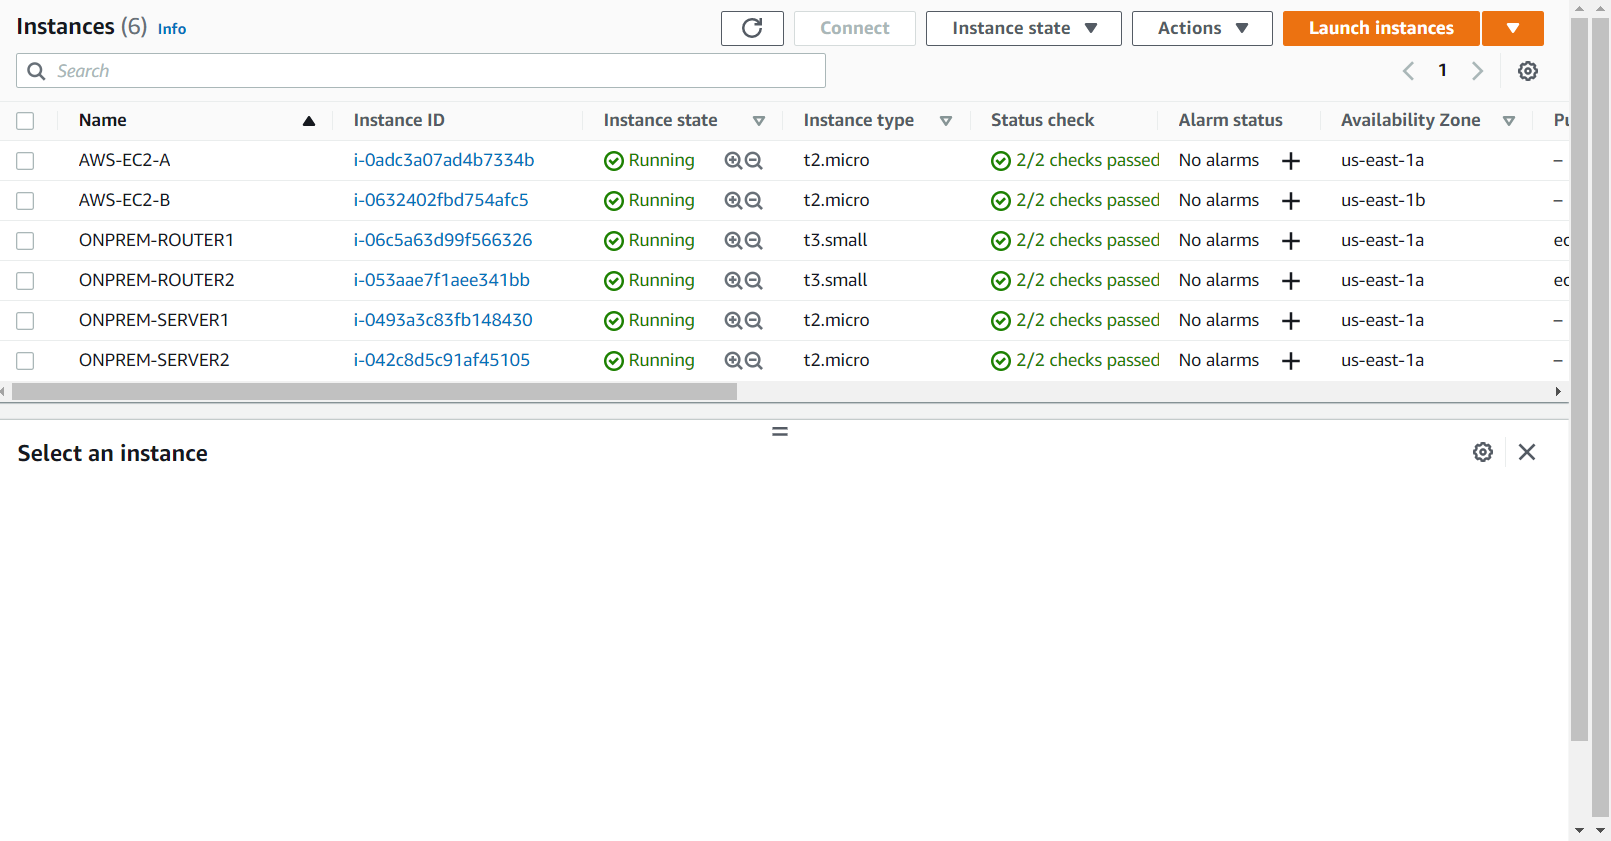 Instances (6) Info
Connect Instance state Actions Launch instances
Search
1
Name Instance ID Instance state Instance type Status check Alarm status Availability Zone
AWS-EC2-A i-0adc3a07ad4b7334b Running t2.micro 2/2 checks passed No alarms us-east-1a –
AWS-EC2-B i-0632402fbd754afc5 Running t2.micro 2/2 checks passed No alarms us-east-1b –
ONPREM-ROUTER1 i-06c5a63d99f566326 Running t3.small 2/2 checks passed No alarms us-east-1a
ONPREM-ROUTER2 i-053aae7f1aee341bb Running t3.small 2/2 checks passed No alarms us-east-1a
ONPREM-SERVER1 i-0493a3c83fb148430 Running t2.micro 2/2 checks passed No alarms us-east-1a –
ONPREM-SERVER2 i-042c8d5c91af45105 Running t2.micro 2/2 checks passed No alarms us-east-1a –
Select an instance